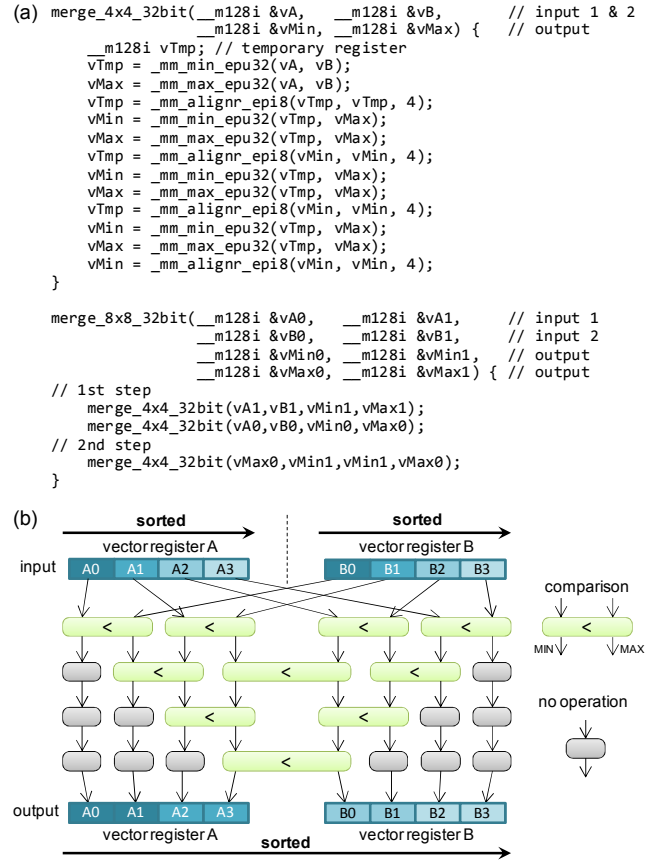 (a) merge_4x4_32bit(__m128i &vA, __m128i &vB, // input 1 & 2
__m128i &vMin, __m128i &vMax) { // output
__m128i vTmp; // temporary register
vTmp = _mm_min_epu32(vA, vB);
vMax = _mm_max_epu32(vA, vB);
vTmp = _mm_alignr_epi8(vTmp, vTmp, 4);
vMin = _mm_min_epu32(vTmp, vMax);
vMax = _mm_max_epu32(vTmp, vMax);
vTmp = _mm_alignr_epi8(vMin, vMin, 4);
vMin = _mm_min_epu32(vTmp, vMax);
vMax = _mm_max_epu32(vTmp, vMax);
vTmp = _mm_alignr_epi8(vMin, vMin, 4);
vMin = _mm_min_epu32(vTmp, vMax);
vMax = _mm_max_epu32(vTmp, vMax);
vMin = _mm_alignr_epi8(vMin, vMin, 4);
}
merge_8x8_32bit(__m128i &vA0, __m128i &vA1, // input 1
__m128i &vB0, __m128i &vB1, // input 2
__m128i &vMin0, __m128i &vMin1, // output
__m128i &vMax0, __m128i &vMax1) { // output
// 1st step
merge_4x4_32bit(vA1,vB1,vMin1,vMax1);
merge_4x4_32bit(vA0,vB0,vMin0,vMax0);
// 2nd step
merge_4x4_32bit(vMax0,vMin1,vMin1,vMax0);
}
(b) sorted sorted
vector register A vector register B
input A0 A1 A2 A3 B0 B1 B2 B3
comparison
< < < < <
MIN MAX
< < <
no operation
< <
<
output A0 A1 A2 A3 B0 B1 B2 B3
vector register A vector register B
sorted